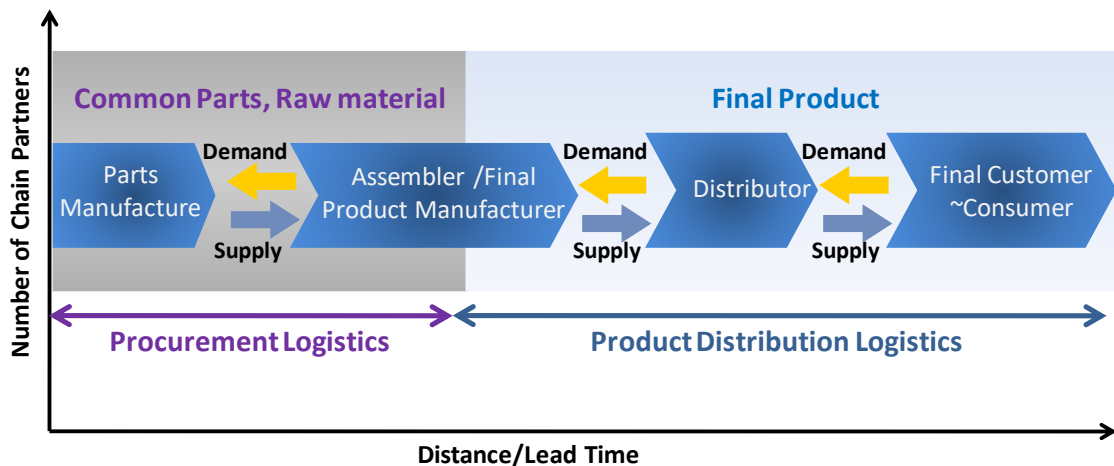 Number of Chain Partners
Common Parts, Raw material
Final Product
Parts
Manufacture
Demand
Supply
Assembler /Final
Product Manufacturer
Demand
Supply
Distributor
Demand
Supply
Final Customer
~Consumer
Procurement Logistics
Product Distribution Logistics
Distance/Lead Time